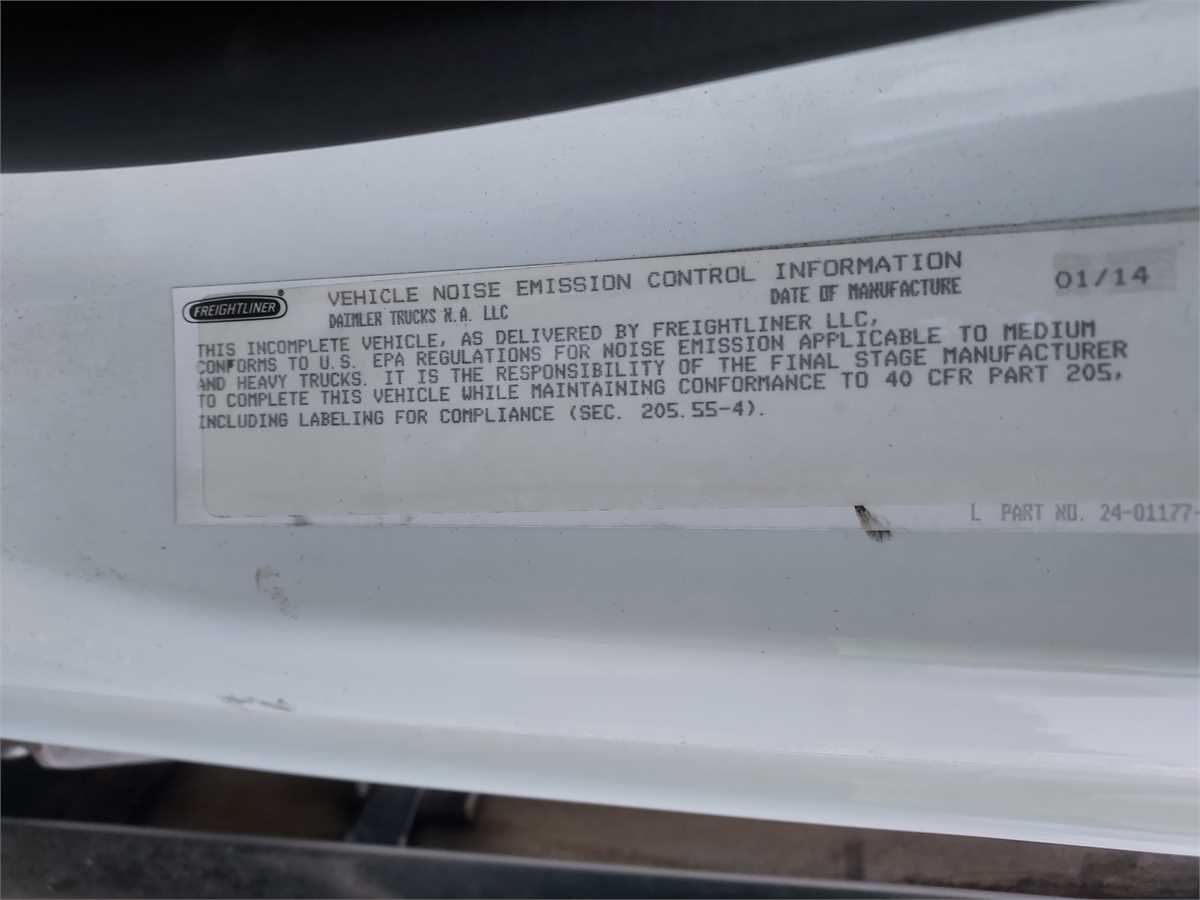 FREIGHTLINER®
VEHICLE NOISE EMISSION CONTROL INFORMATION
DAIMLER TRUCKS N.A. LLC
DATE OF MANUFACTURE 01/14
THIS INCOMPLETE VEHICLE, AS DELIVERED BY FREIGHTLINER LLC,
CONFORMS TO U.S. EPA REGULATIONS FOR NOISE EMISSION APPLICABLE TO MEDIUM
AND HEAVY TRUCKS. IT IS THE RESPONSIBILITY OF THE FINAL STAGE MANUFACTURER
TO COMPLETE THIS VEHICLE WHILE MAINTAINING CONFORMANCE TO 40 CFR PART 205,
INCLUDING LABELING FOR COMPLIANCE (SEC. 205.55-4).
L PART NO. 24-01177-